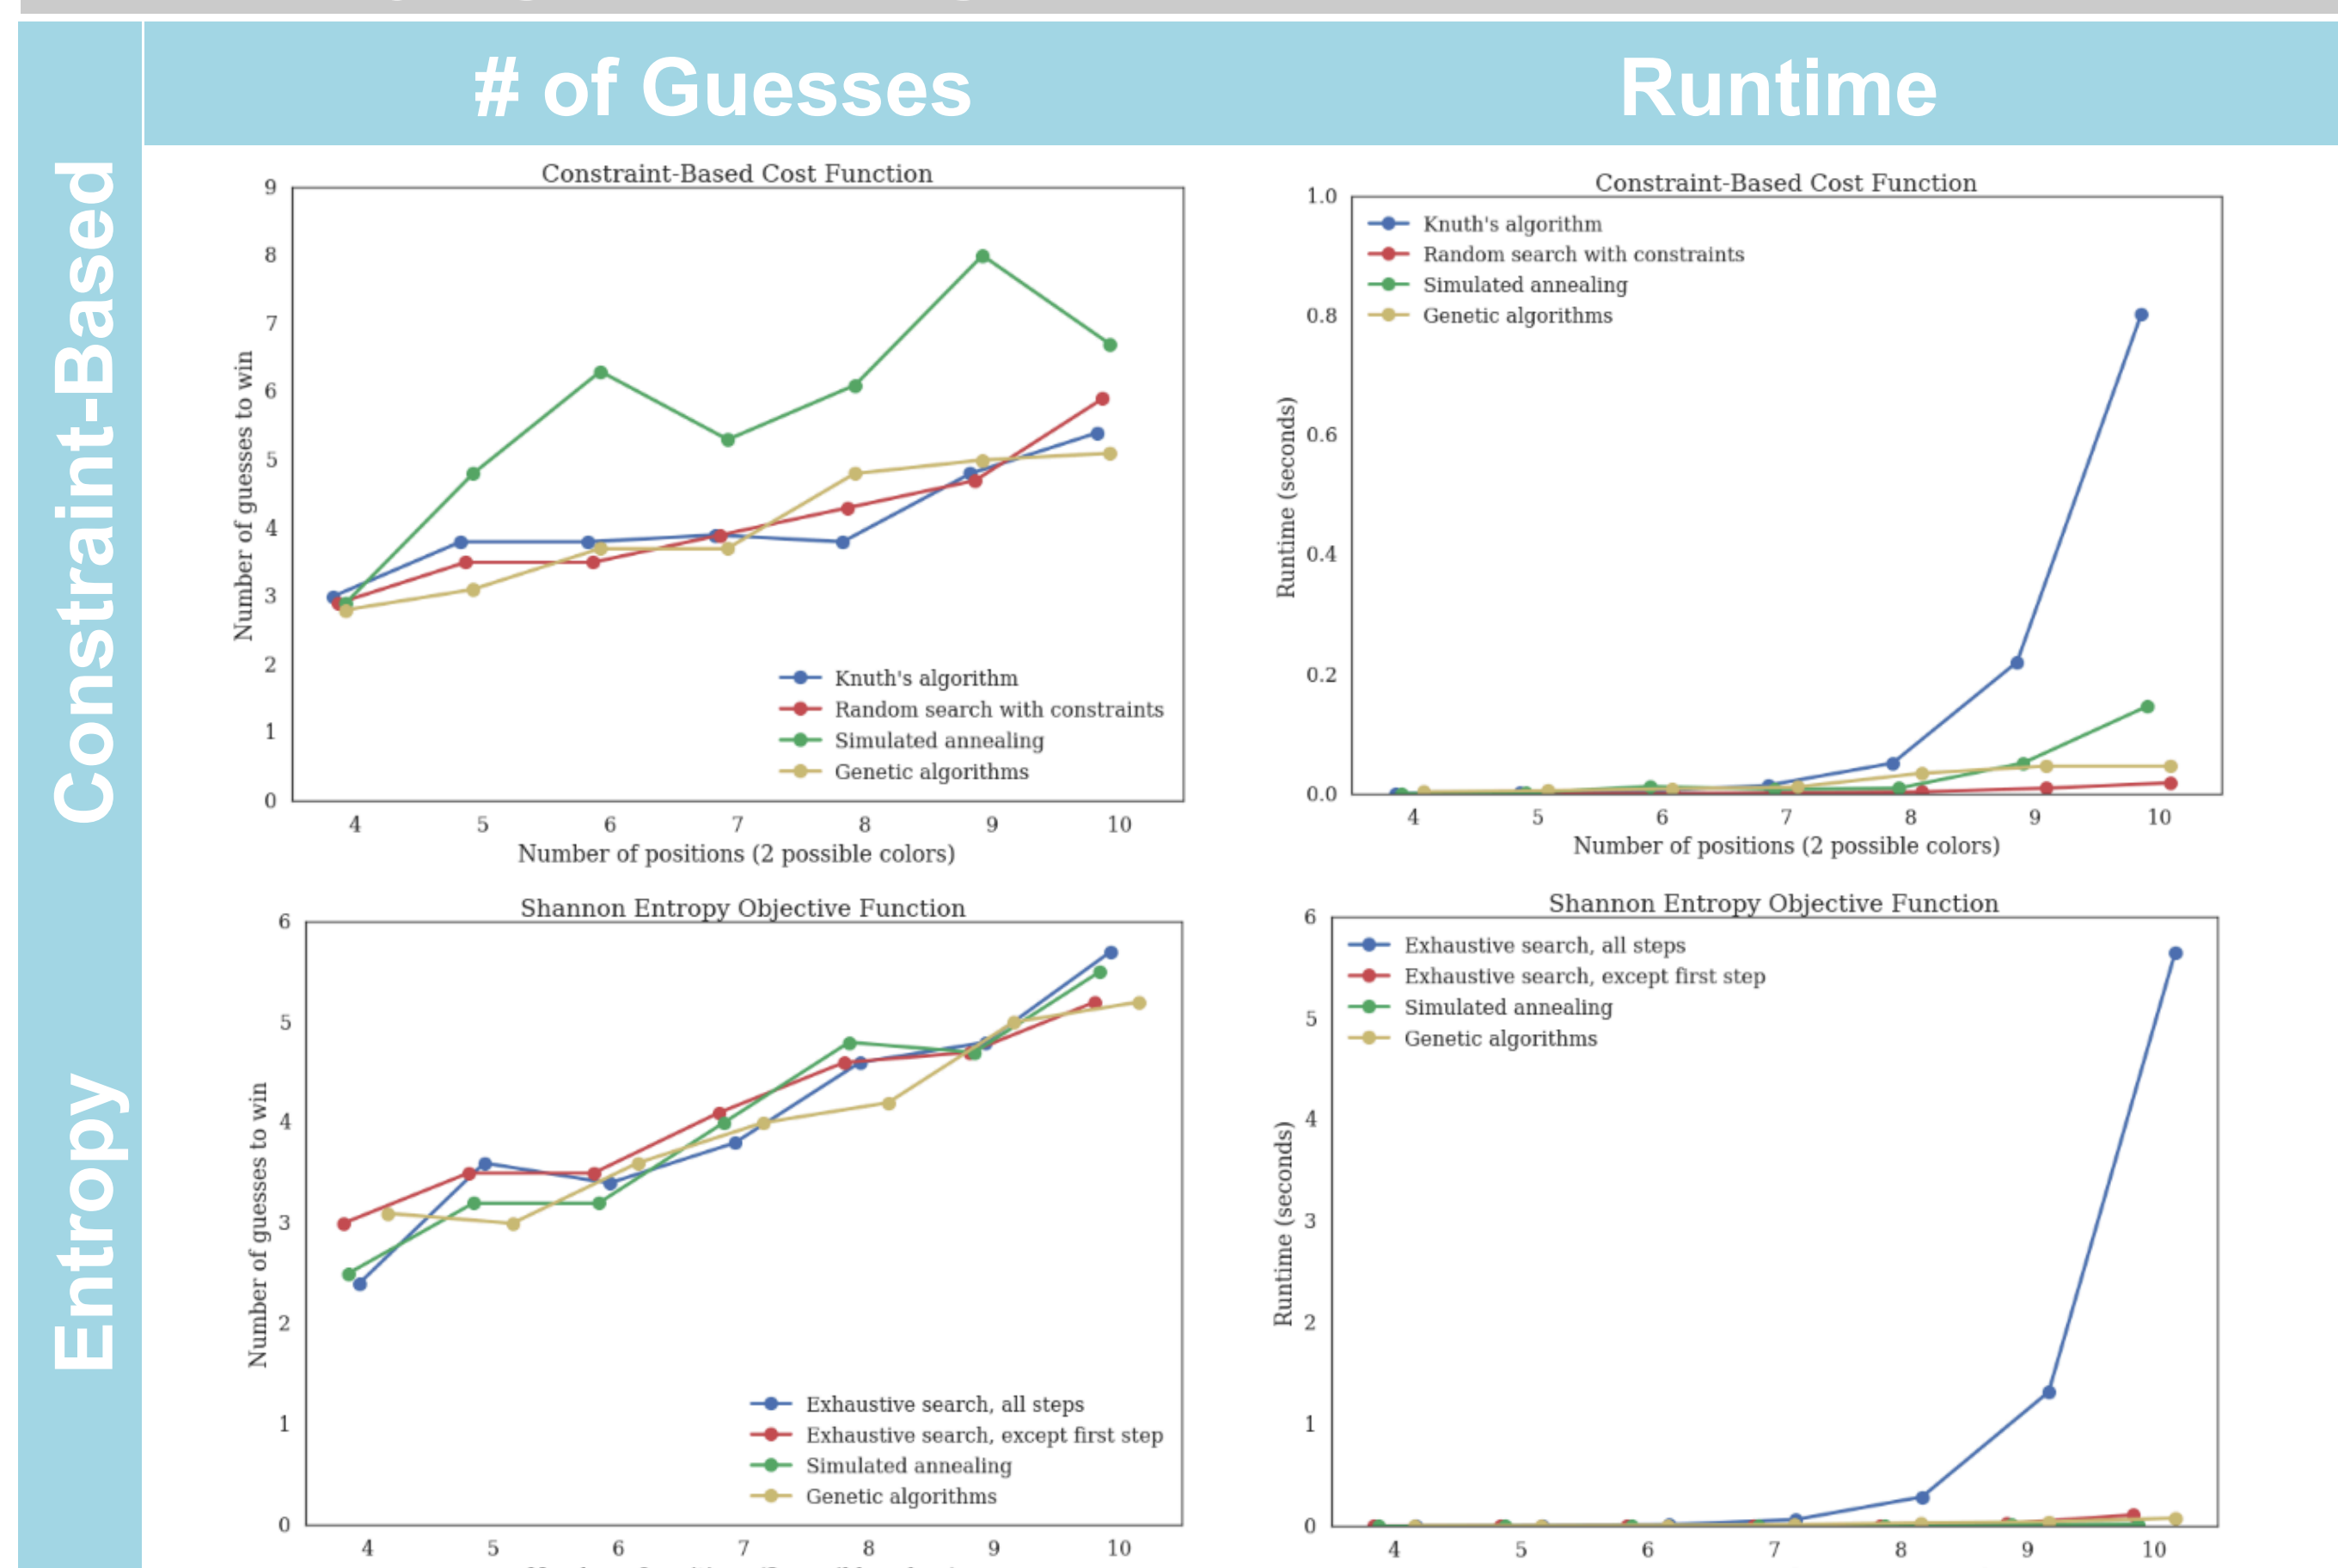 # of Guesses
Runtime
Constraint-Based
Constraint-Based Cost Function
9
8
7
6
5
4
3
2
1
0
Number of guesses to win
Knuth's algorithm
Random search with constraints
Simulated annealing
Genetic algorithms
4 5 6 7 8 9 10
Number of positions (2 possible colors)
Constraint-Based Cost Function
1.0
0.8
0.6
0.4
0.2
0.0
Runtime (seconds)
Knuth's algorithm
Random search with constraints
Simulated annealing
Genetic algorithms
4 5 6 7 8 9 10
Number of positions (2 possible colors)
Entropy
Shannon Entropy Objective Function
6
5
4
3
2
1
0
Number of guesses to win
Exhaustive search, all steps
Exhaustive search, except first step
Simulated annealing
Genetic algorithms
4 5 6 7 8 9 10
Shannon Entropy Objective Function
6
5
4
3
2
1
0
Runtime (seconds)
Exhaustive search, all steps
Exhaustive search, except first step
Simulated annealing
Genetic algorithms
4 5 6 7 8 9 10